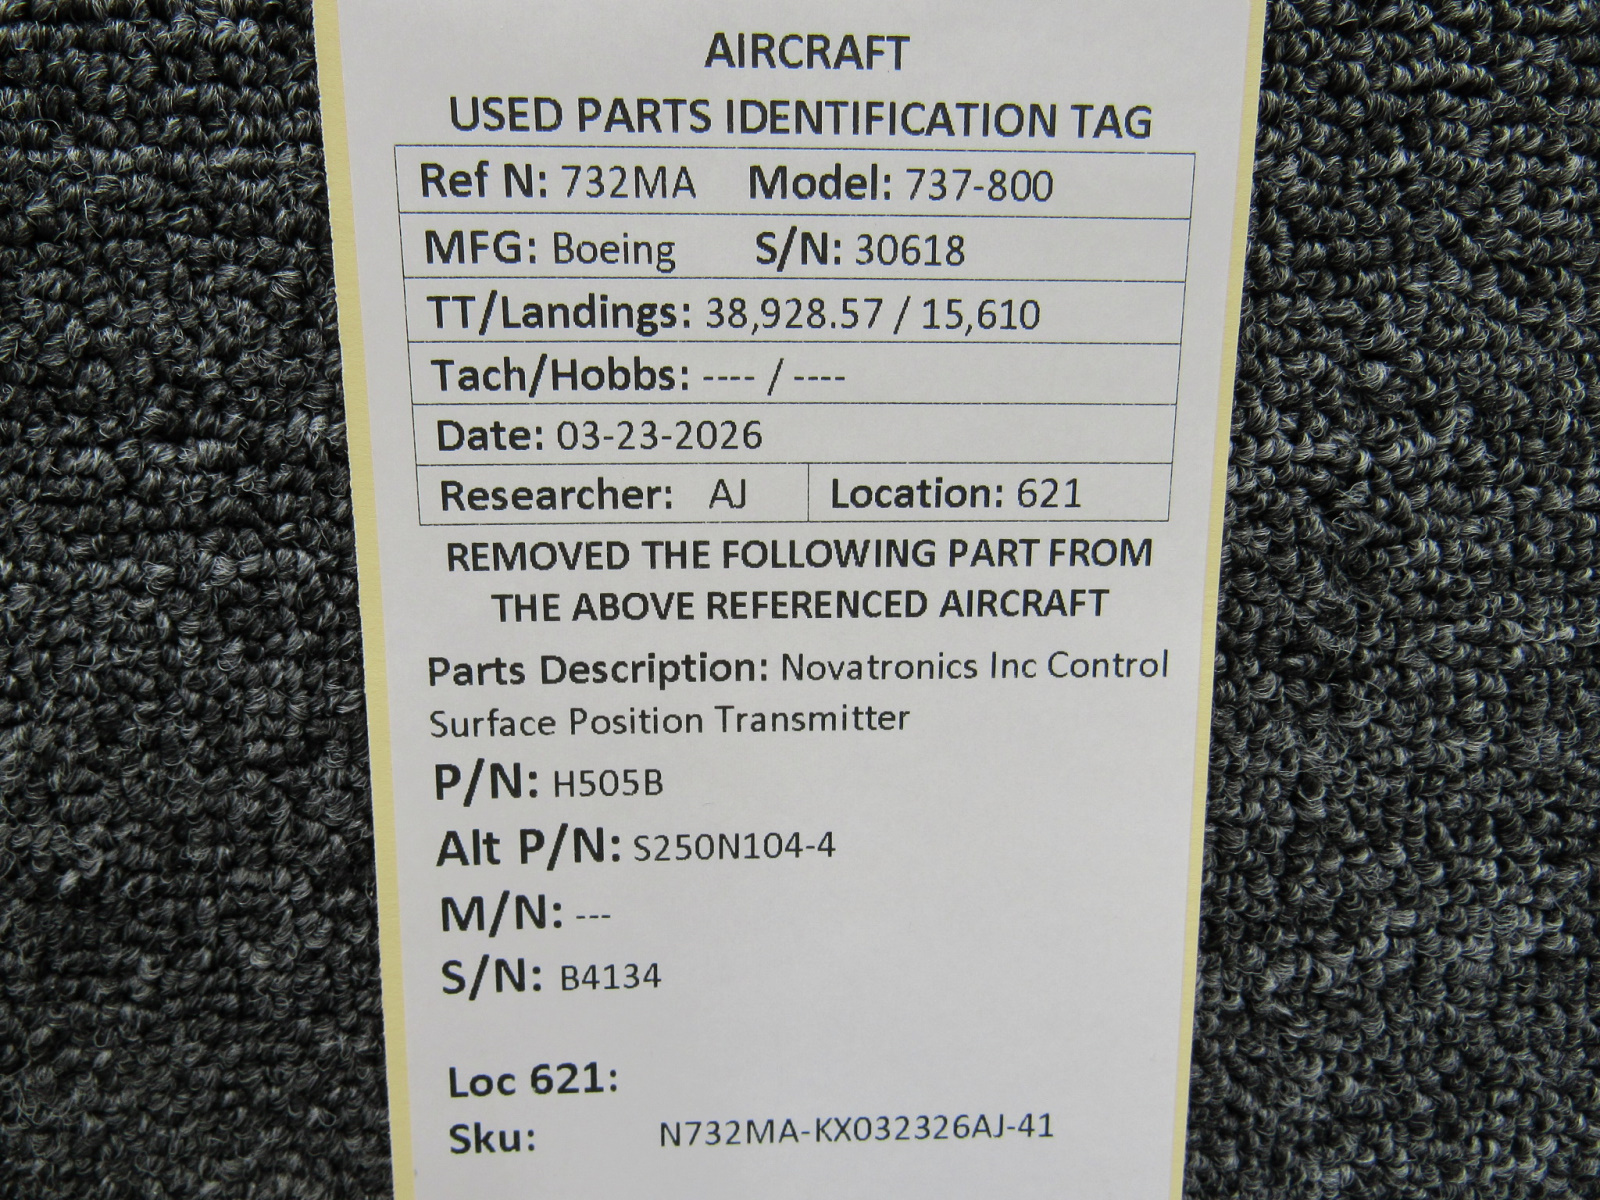 AIRCRAFT
USED PARTS IDENTIFICATION TAG
Ref N: 732MA Model: 737-800
MFG: Boeing S/N: 30618
TT/Landings: 38,928.57 / 15,610
Tach/Hobbs: ---- / ----
Date: 03-23-2026
Researcher: AJ Location: 621
REMOVED THE FOLLOWING PART FROM
THE ABOVE REFERENCED AIRCRAFT
Parts Description: Novatronics Inc Control
Surface Position Transmitter
P/N: H505B
Alt P/N: S250N104-4
M/N: ---
S/N: B4134
Loc 621:
Sku: N732MA-KX032326AJ-41